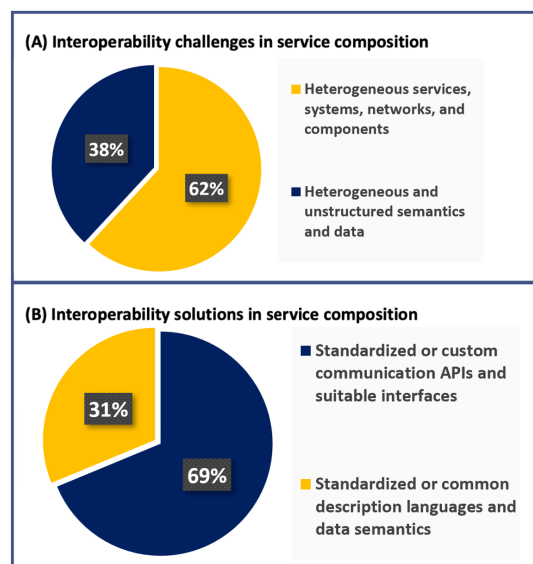 (A) Interoperability challenges in service composition
38%
62%
Heterogeneous services,
systems, networks, and
components
Heterogeneous and
unstructured semantics
and data
(B) Interoperability solutions in service composition
31%
69%
Standardized or custom
communication APIs and
suitable interfaces
Standardized or common
description languages and
data semantics